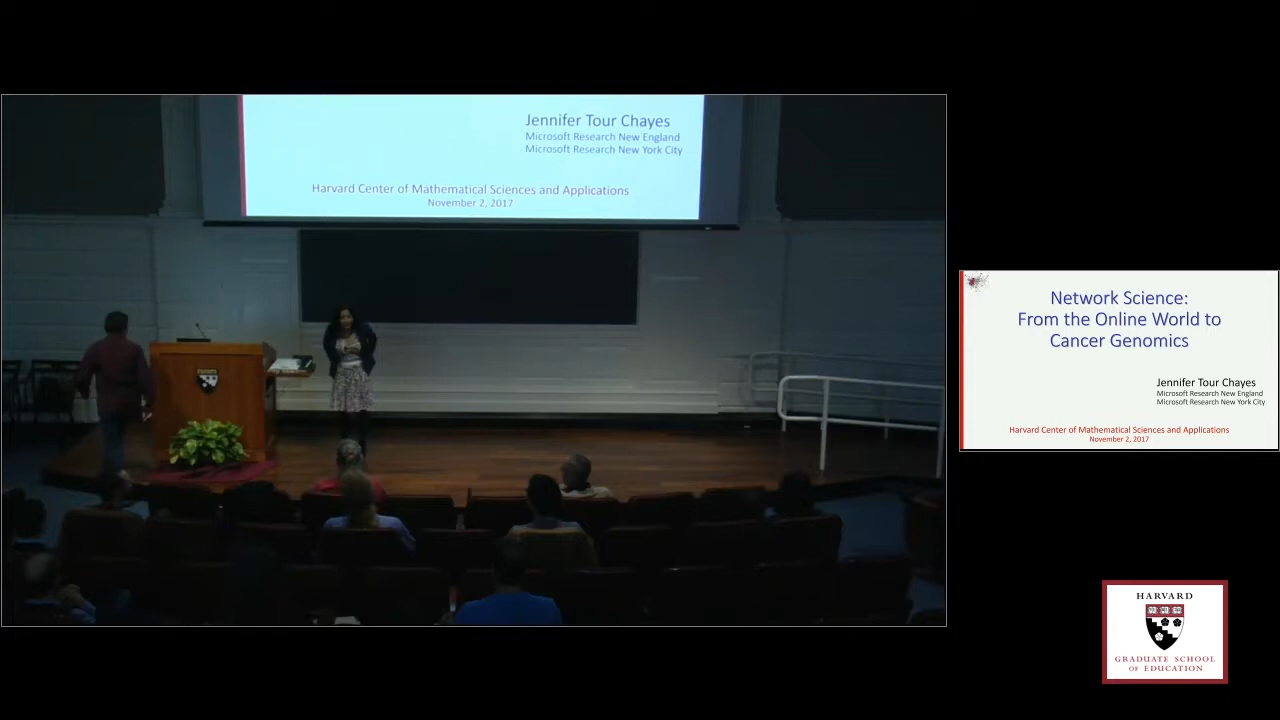 Jennifer Tour Chayes
Microsoft Research New England
Microsoft Research New York City
Harvard Center of Mathematical Sciences and Applications
November 2, 2017
Network Science:
From the Online World to
Cancer Genomics
Jennifer Tour Chayes
Microsoft Research New England
Microsoft Research New York City
Harvard Center of Mathematical Sciences and Applications
November 2, 2017
HARVARD
GRADUATE SCHOOL
OF EDUCATION